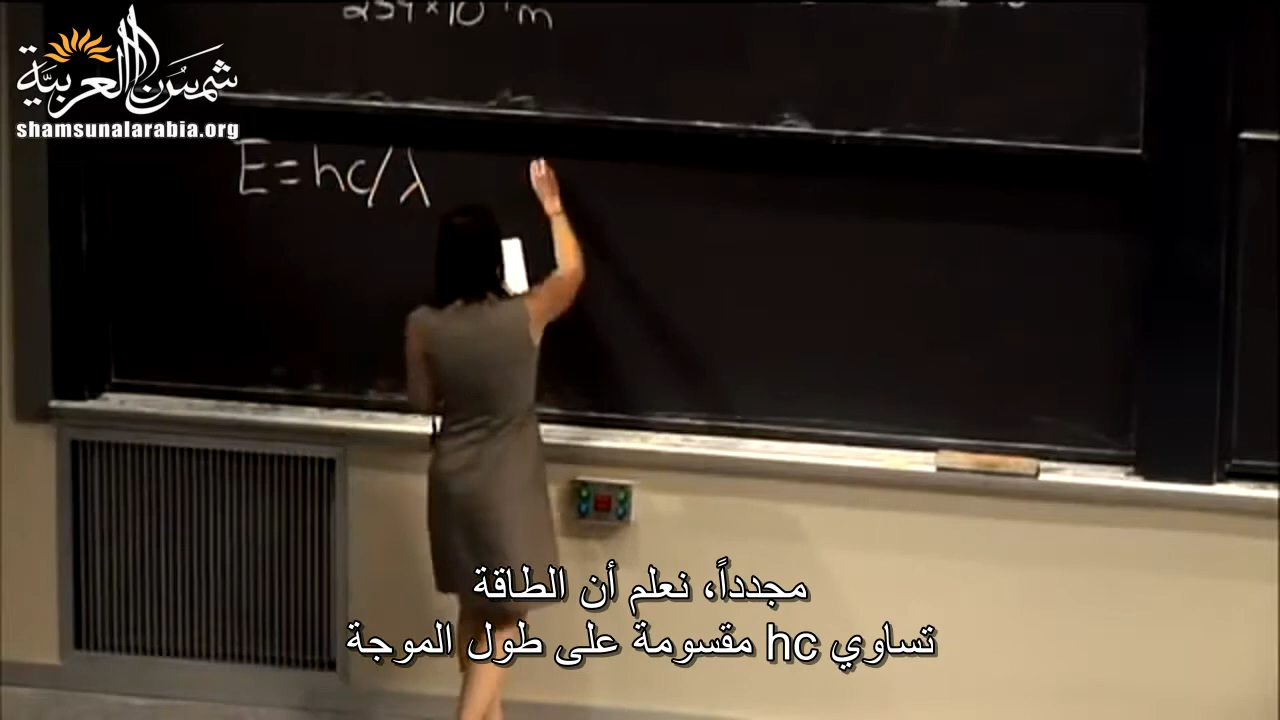 شمس العربية
shamsunalarabia.org
E=hc/λ
مجدداً، نعلم أن الطاقة
تساوي hc مقسومة على طول الموجة